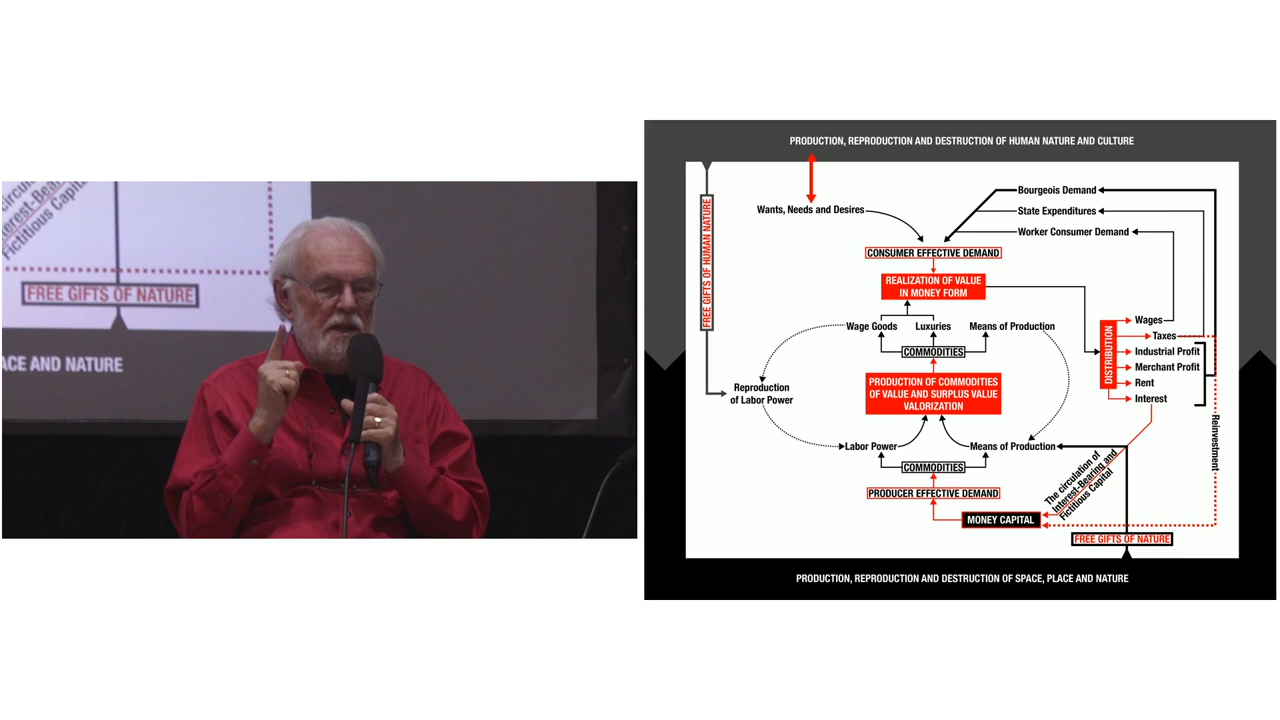 Circul
erest-Bea
Fictitious Capita
FREE GIFTS OF NATURE
ACE AND NATURE
PRODUCTION, REPRODUCTION AND DESTRUCTION OF HUMAN NATURE AND CULTURE
FREE GIFTS OF HUMAN NATURE
Wants, Needs and Desires
Bourgeois Demand
State Expenditures
Worker Consumer Demand
CONSUMER EFFECTIVE DEMAND
REALIZATION OF VALUE
IN MONEY FORM
Wage Goods
Luxuries
Means of Production
COMMODITIES
PRODUCTION OF COMMODITIES
OF VALUE AND SURPLUS VALUE
VALORIZATION
Reproduction
of Labor Power
DISTRIBUTION
Wages
Taxes
Industrial Profit
Merchant Profit
Rent
Interest
Reinvestment
Labor Power
Means of Production
COMMODITIES
PRODUCER EFFECTIVE DEMAND
MONEY CAPITAL
The circulation of
Interest-Bearing and
Fictitious Capital
FREE GIFTS OF NATURE
PRODUCTION, REPRODUCTION AND DESTRUCTION OF SPACE, PLACE AND NATURE